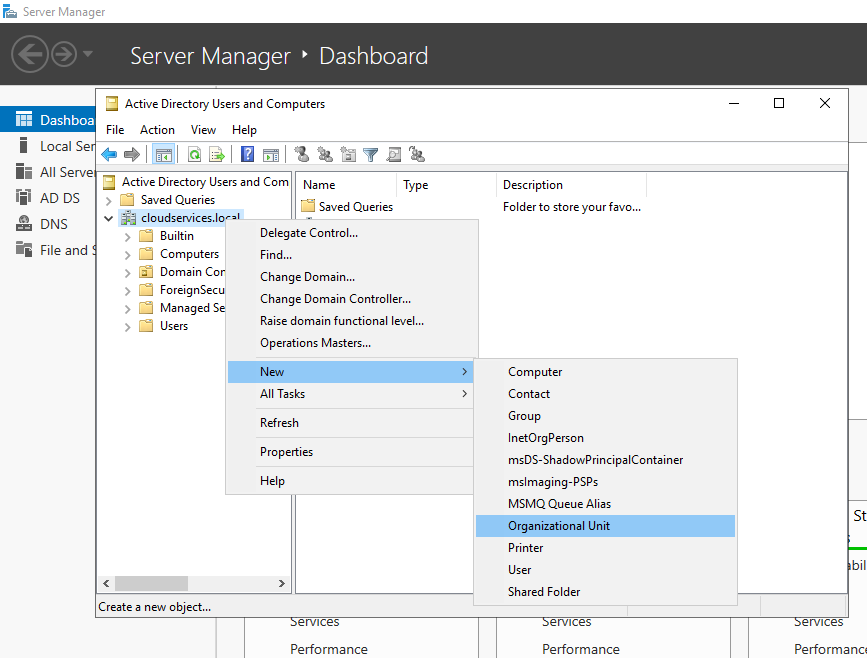 Server Manager
Server Manager ‣ Dashboard
Active Directory Users and Computers
File Action View Help
Dashboa
Local Ser
All Server
AD DS
DNS
File and S
Active Directory Users and Com
Saved Queries
cloudservices.local
Builtin
Computers
Domain Con
ForeignSecu
Managed Se
Users
Name Type Description
Saved Queries Folder to store your favo...
Delegate Control...
Find...
Change Domain...
Change Domain Controller...
Raise domain functional level...
Operations Masters...
New
All Tasks
Refresh
Properties
Help
Computer
Contact
Group
InetOrgPerson
msDS-ShadowPrincipalContainer
msImaging-PSPs
MSMQ Queue Alias
Organizational Unit
Printer
User
Shared Folder
Create a new object...
St
abil
Services Services Services
Performance Performance Performanc